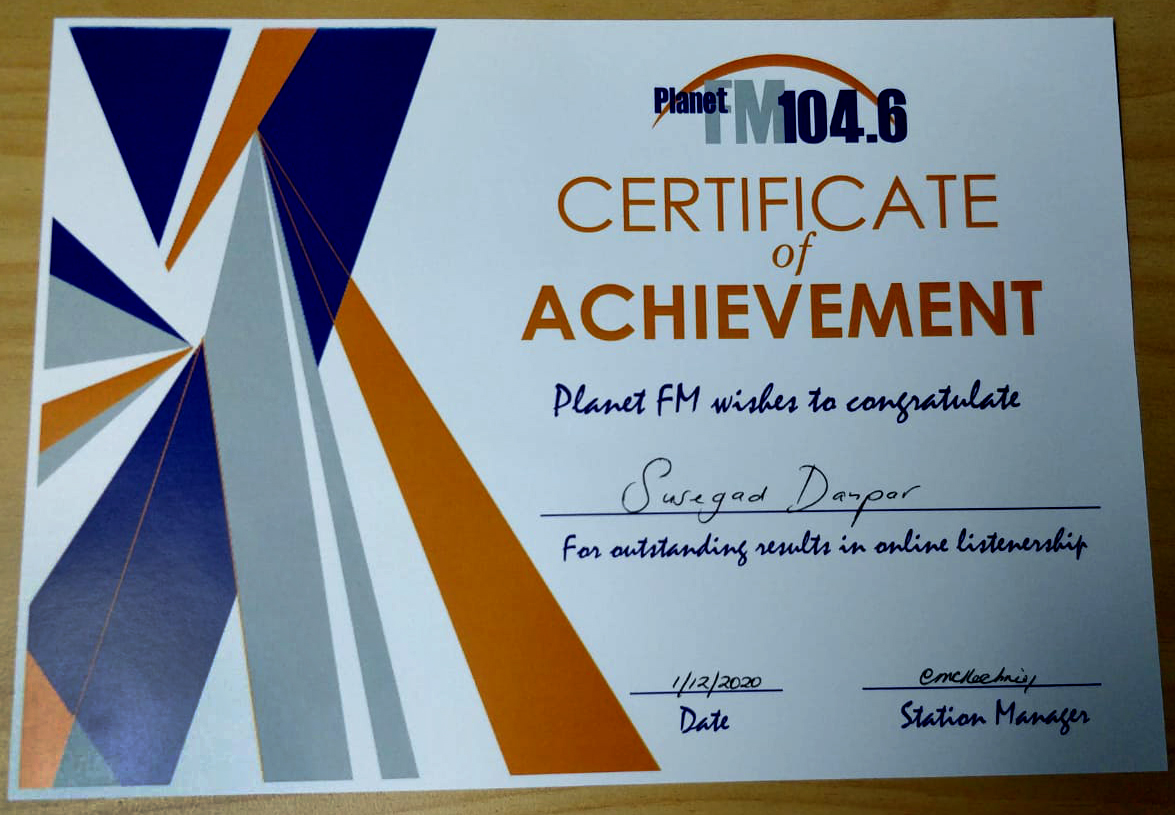 Planet FM 104.6
CERTIFICATE
of
ACHIEVEMENT
Planet FM wishes to congratulate
Susegad Danpar
For outstanding results in online listenership
1/12/2020
Date
Station Manager